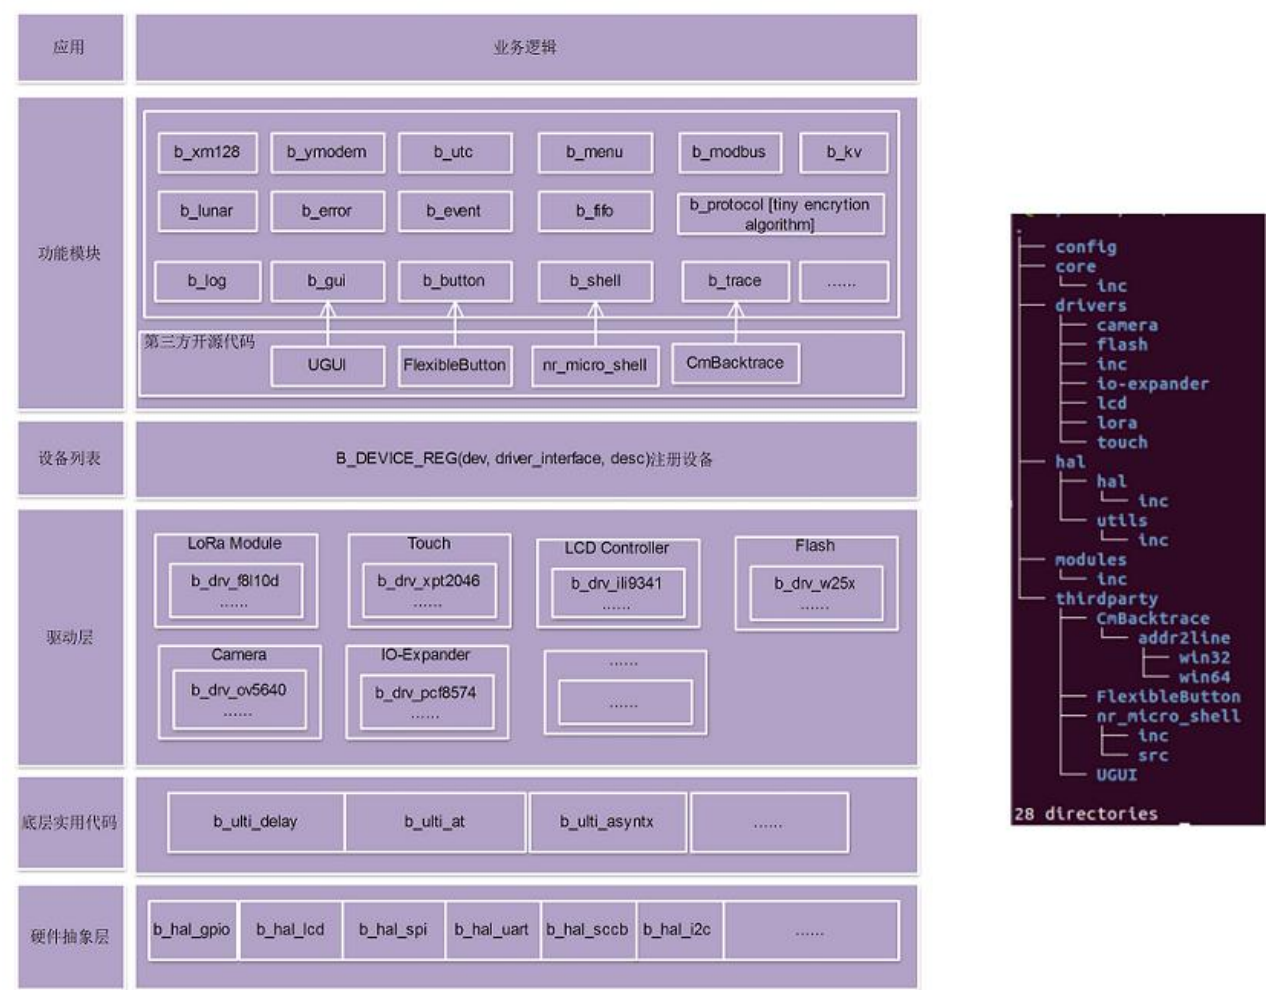 应用
业务逻辑
功能模块
b_xm128
b_ymodem
b_utc
b_menu
b_modbus
b_kv
b_lunar
b_error
b_event
b_fifo
b_protocol [tiny encrytion
algorithm]
b_log
b_gui
b_button
b_shell
b_trace
......
第三方开源代码
UGUI
FlexibleButton
nr_micro_shell
CmBacktrace
设备列表
B_DEVICE_REG(dev, driver_interface, desc)注册设备
驱动层
LoRa Module
b_drv_f8l10d
......
Touch
b_drv_xpt2046
......
LCD Controller
b_drv_ili9341
......
Flash
b_drv_w25x
......
Camera
b_drv_ov5640
......
IO-Expander
b_drv_pcf8574
......
......
......
底层实用代码
b_ulti_delay
b_ulti_at
b_ulti_asyntx
......
硬件抽象层
b_hal_gpio
b_hal_lcd
b_hal_spi
b_hal_uart
b_hal_sccb
b_hal_i2c
......
.
config
core
inc
drivers
camera
flash
inc
io-expander
lcd
lora
touch
hal
hal
inc
utils
inc
modules
inc
thirdparty
CmBacktrace
addr2line
win32
win64
FlexibleButton
nr_micro_shell
inc
src
UGUI
28 directories